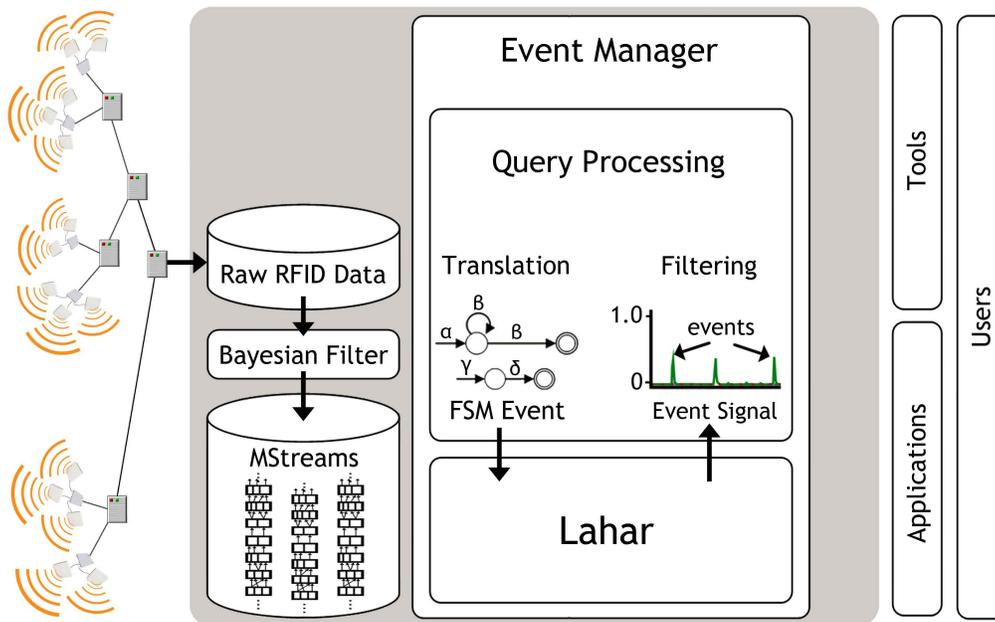 Event Manager
Query Processing
Translation
Filtering
β
α
β
γ
δ
FSM Event
1.0
events
0
Event Signal
Lahar
Raw RFID Data
Bayesian Filter
MStreams
Tools
Applications
Users